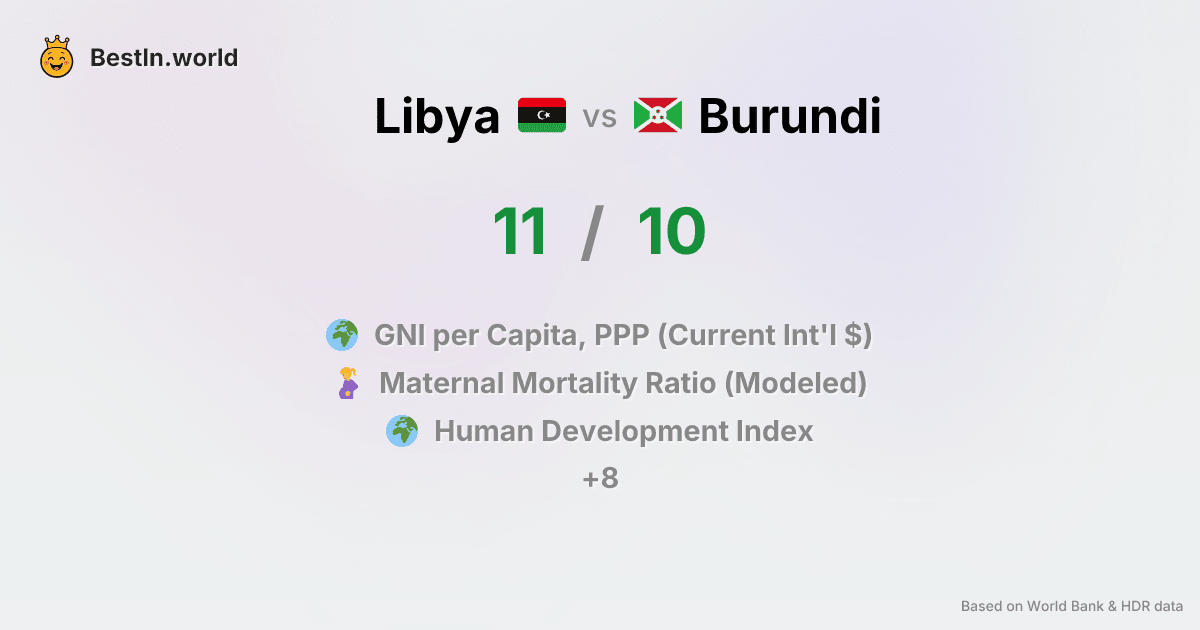 BestIn.world
Libya vs Burundi
11 / 10
GNI per Capita, PPP (Current Int'l $)
Maternal Mortality Ratio (Modeled)
Human Development Index
+8
Based on World Bank & HDR data